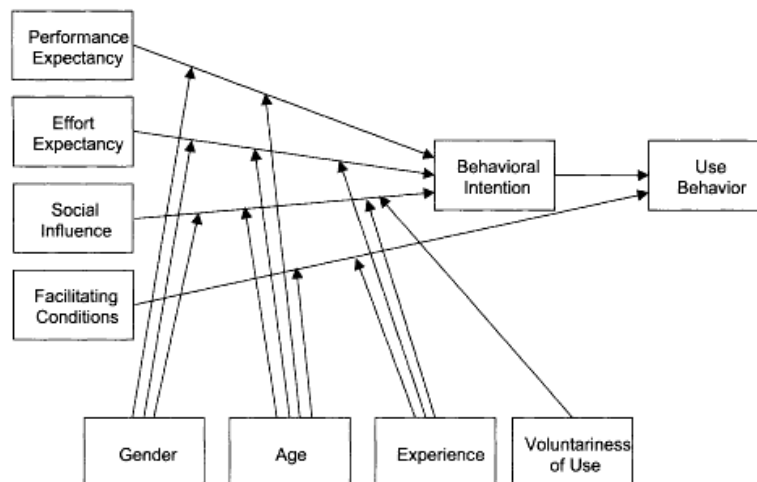 Performance
Expectancy
Effort
Expectancy
Social
Influence
Facilitating
Conditions
Behavioral
Intention
Use
Behavior
Gender
Age
Experience
Voluntariness
of Use